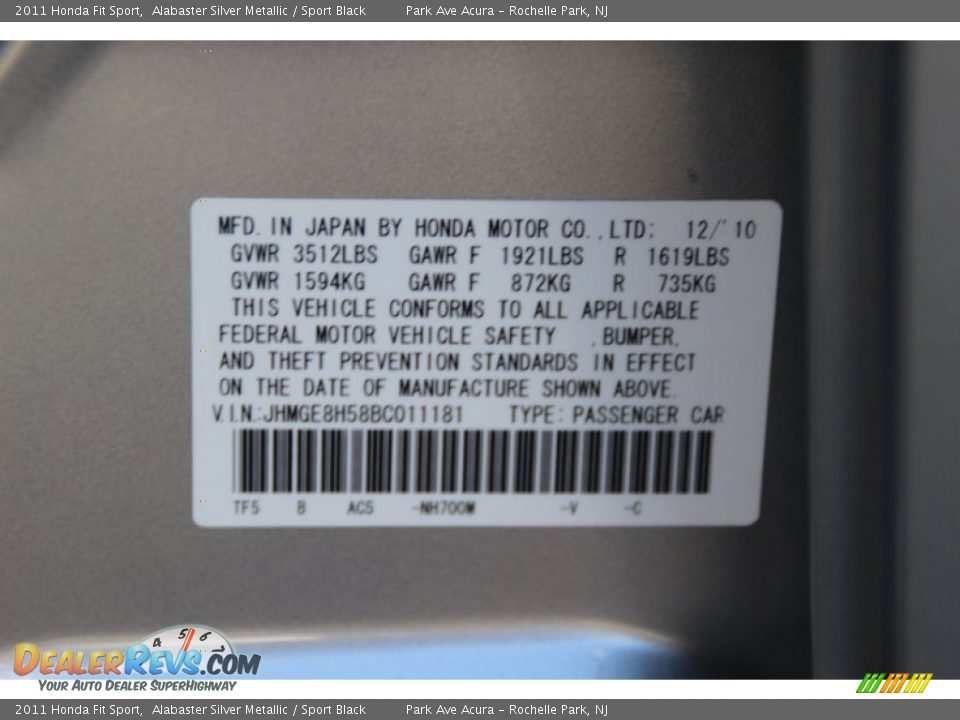 2011 Honda Fit Sport, Alabaster Silver Metallic / Sport Black Park Ave Acura - Rochelle Park, NJ
MFD. IN JAPAN BY HONDA MOTOR CO., LTD: 12/'10
GVWR 3512LBS GAWR F 1921LBS R 1619LBS
GVWR 1594KG GAWR F 872KG R 735KG
THIS VEHICLE CONFORMS TO ALL APPLICABLE
FEDERAL MOTOR VEHICLE SAFETY ,BUMPER,
AND THEFT PREVENTION STANDARDS IN EFFECT
ON THE DATE OF MANUFACTURE SHOWN ABOVE.
V.I.N.:JHMGE8H58BC011181 TYPE: PASSENGER CAR
TF5 B AC5 -NH700M -V -C
4 5 6
DEALERREVS.COM
YOUR AUTO DEALER SUPERHIGHWAY
2011 Honda Fit Sport, Alabaster Silver Metallic / Sport Black Park Ave Acura - Rochelle Park, NJ